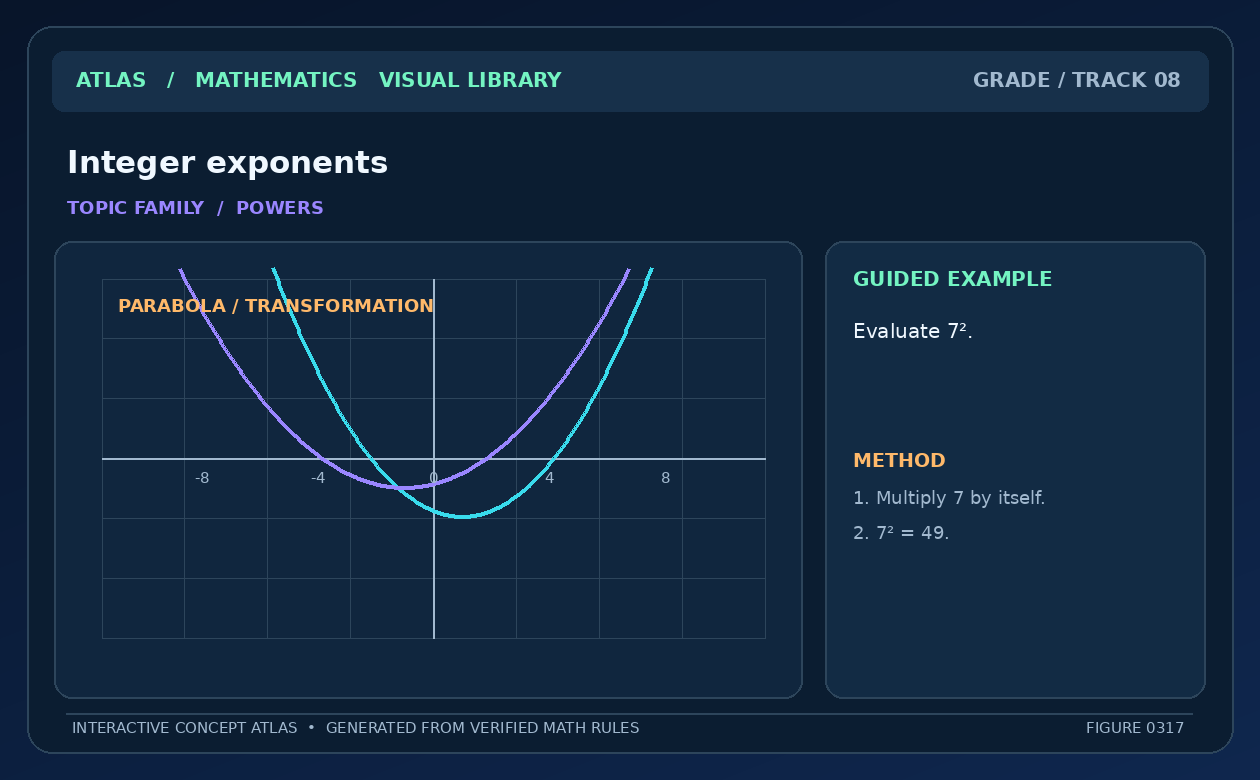 ATLAS / MATHEMATICS VISUAL LIBRARY
GRADE / TRACK 08
Integer exponents
TOPIC FAMILY / POWERS
PARABOLA / TRANSFORMATION
-8 -4 0 4 8
GUIDED EXAMPLE
Evaluate 7².
METHOD
1. Multiply 7 by itself.
2. 7² = 49.
INTERACTIVE CONCEPT ATLAS • GENERATED FROM VERIFIED MATH RULES
FIGURE 0317